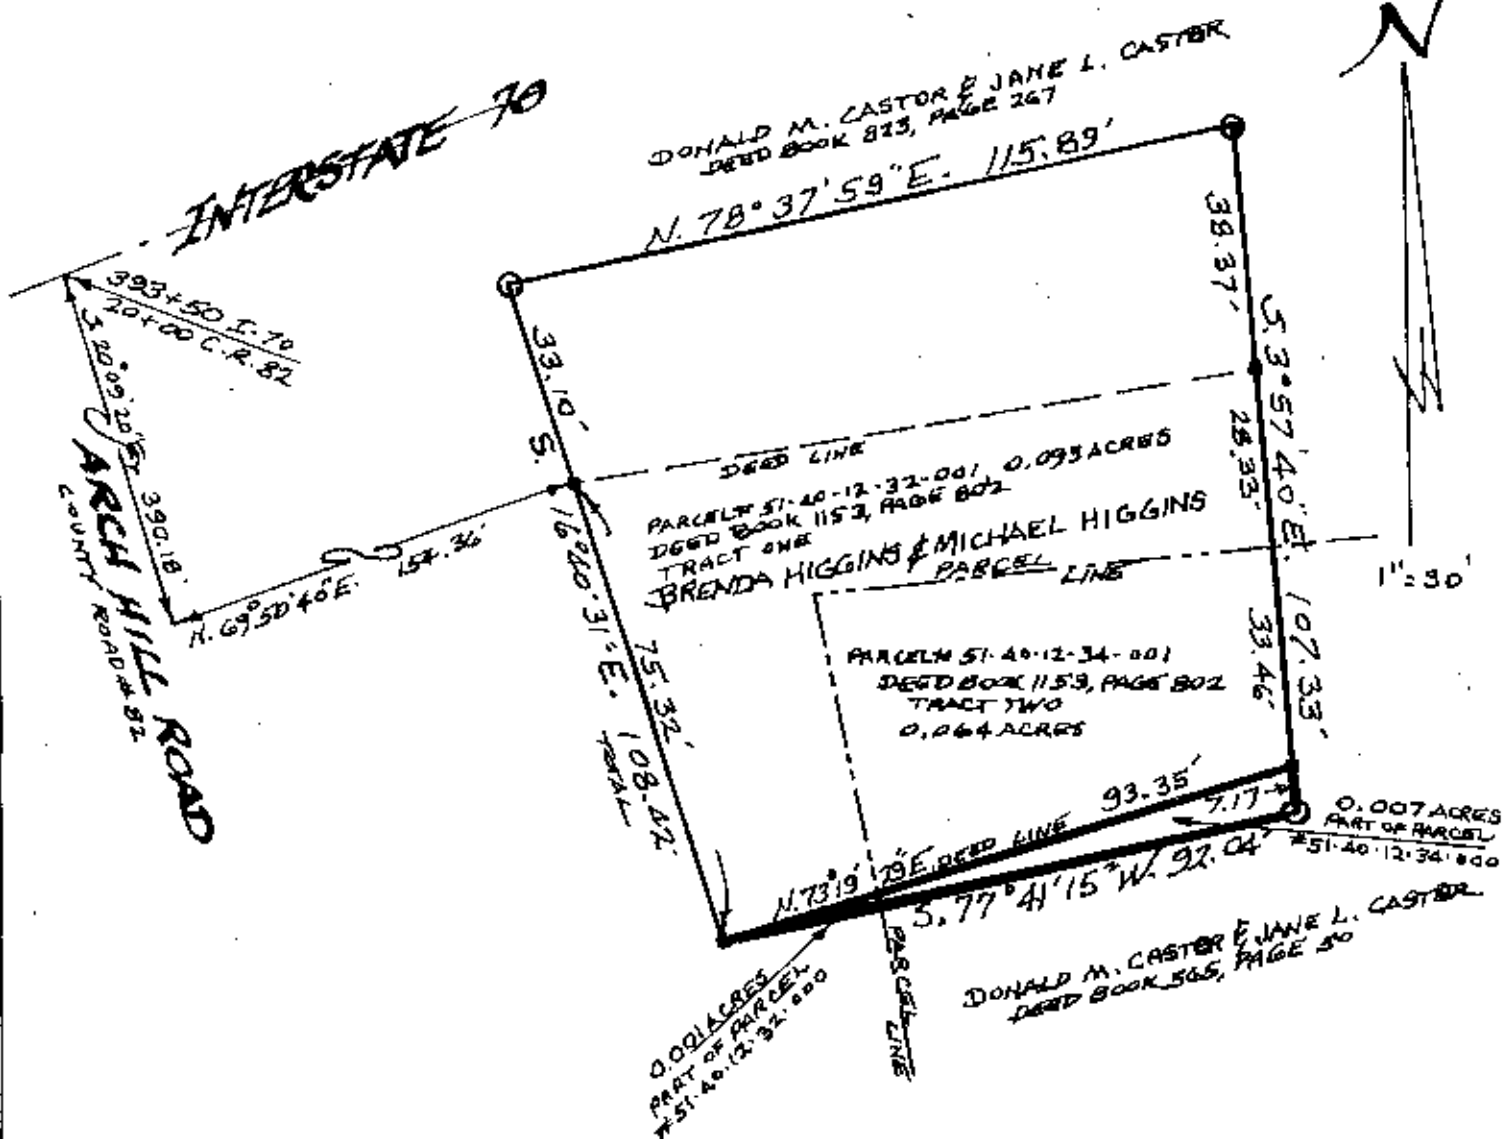 N
INTERSTATE 70
DONALD M. CASTOR & JANE L. CASTOR
DEED BOOK 823, PAGE 267
N. 78° 37' 59" E. 115.89'
393+50 I-70
20+00 C.R. 82
S 20° 09' 20" E 390.18'
ARCH HILL ROAD
COUNTY ROAD # 82
N. 69° 50' 40" E. 154.36'
33.10'
S. 16° 40' 31" E. 108.42'
TOTAL
75.32'
38.37'
S. 3° 57' 40" E. 107.33'
28.33'
33.46'
1"=30'
DEED LINE
PARCEL# 51-40-12-32-001, 0.093 ACRES
DEED BOOK 1153, PAGE 802
TRACT ONE
BRENDA HIGGINS & MICHAEL HIGGINS
PARCEL LINE
PARCEL# 51-40-12-34-001
DEED BOOK 1153, PAGE 802
TRACT TWO
0.064 ACRES
N. 73° 19' 29" E. DEED LINE 93.35'
7.17
S. 77° 41' 15" W. 92.04'
0.007 ACRES
PART OF PARCEL
#51-40-12-34-000
DONALD M. CASTOR & JANE L. CASTOR
DEED BOOK 565, PAGE
PARCEL LINE
0.001 ACRES
PART OF PARCEL
#51-40-12-32-000